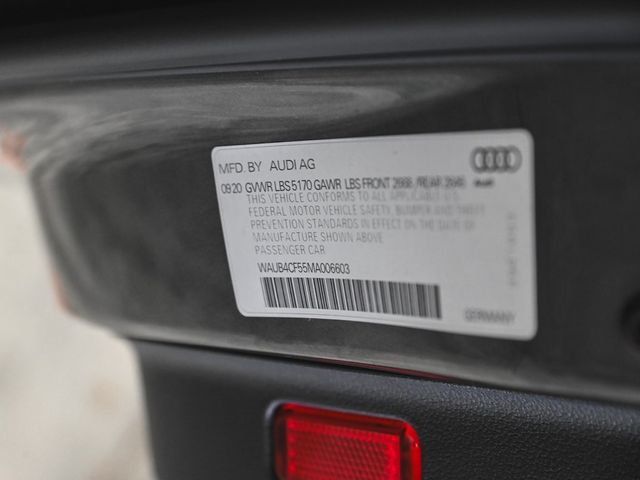 MFD. BY AUDI AG
09.20 GVWR LBS 5170 GAWR LBS FRONT REAR
THIS VEHICLE CONFORMS TO ALL APPLICABLE U.S.
FEDERAL MOTOR VEHICLE SAFETY, BUMPER AND THEFT
PREVENTION STANDARDS IN EFFECT ON THE DATE OF
MANUFACTURE SHOWN ABOVE
PASSENGER CAR
WAUB4CF55MA006603
GERMANY
Audi